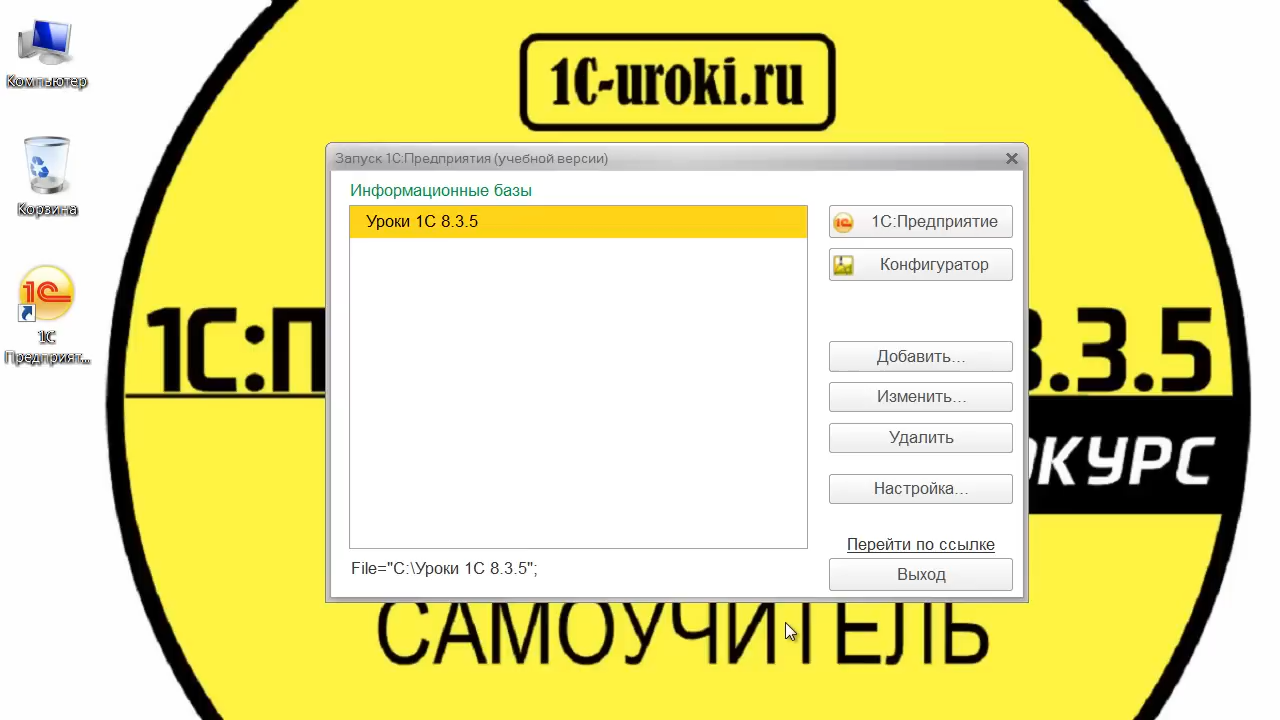 1C-uroki.ru
Компьютер
Запуск 1С:Предприятия (учебной версии)
Информационные базы
Корзина
Уроки 1С 8.3.5
1С:Предприятие
Конфигуратор
1С
1С
Предприят...
1С:П
8.3.5
Добавить...
Изменить...
Удалить
КУРС
Настройка...
Перейти по ссылке
File="C:\Уроки 1С 8.3.5";
Выход
САМОУЧИТЕЛЬ